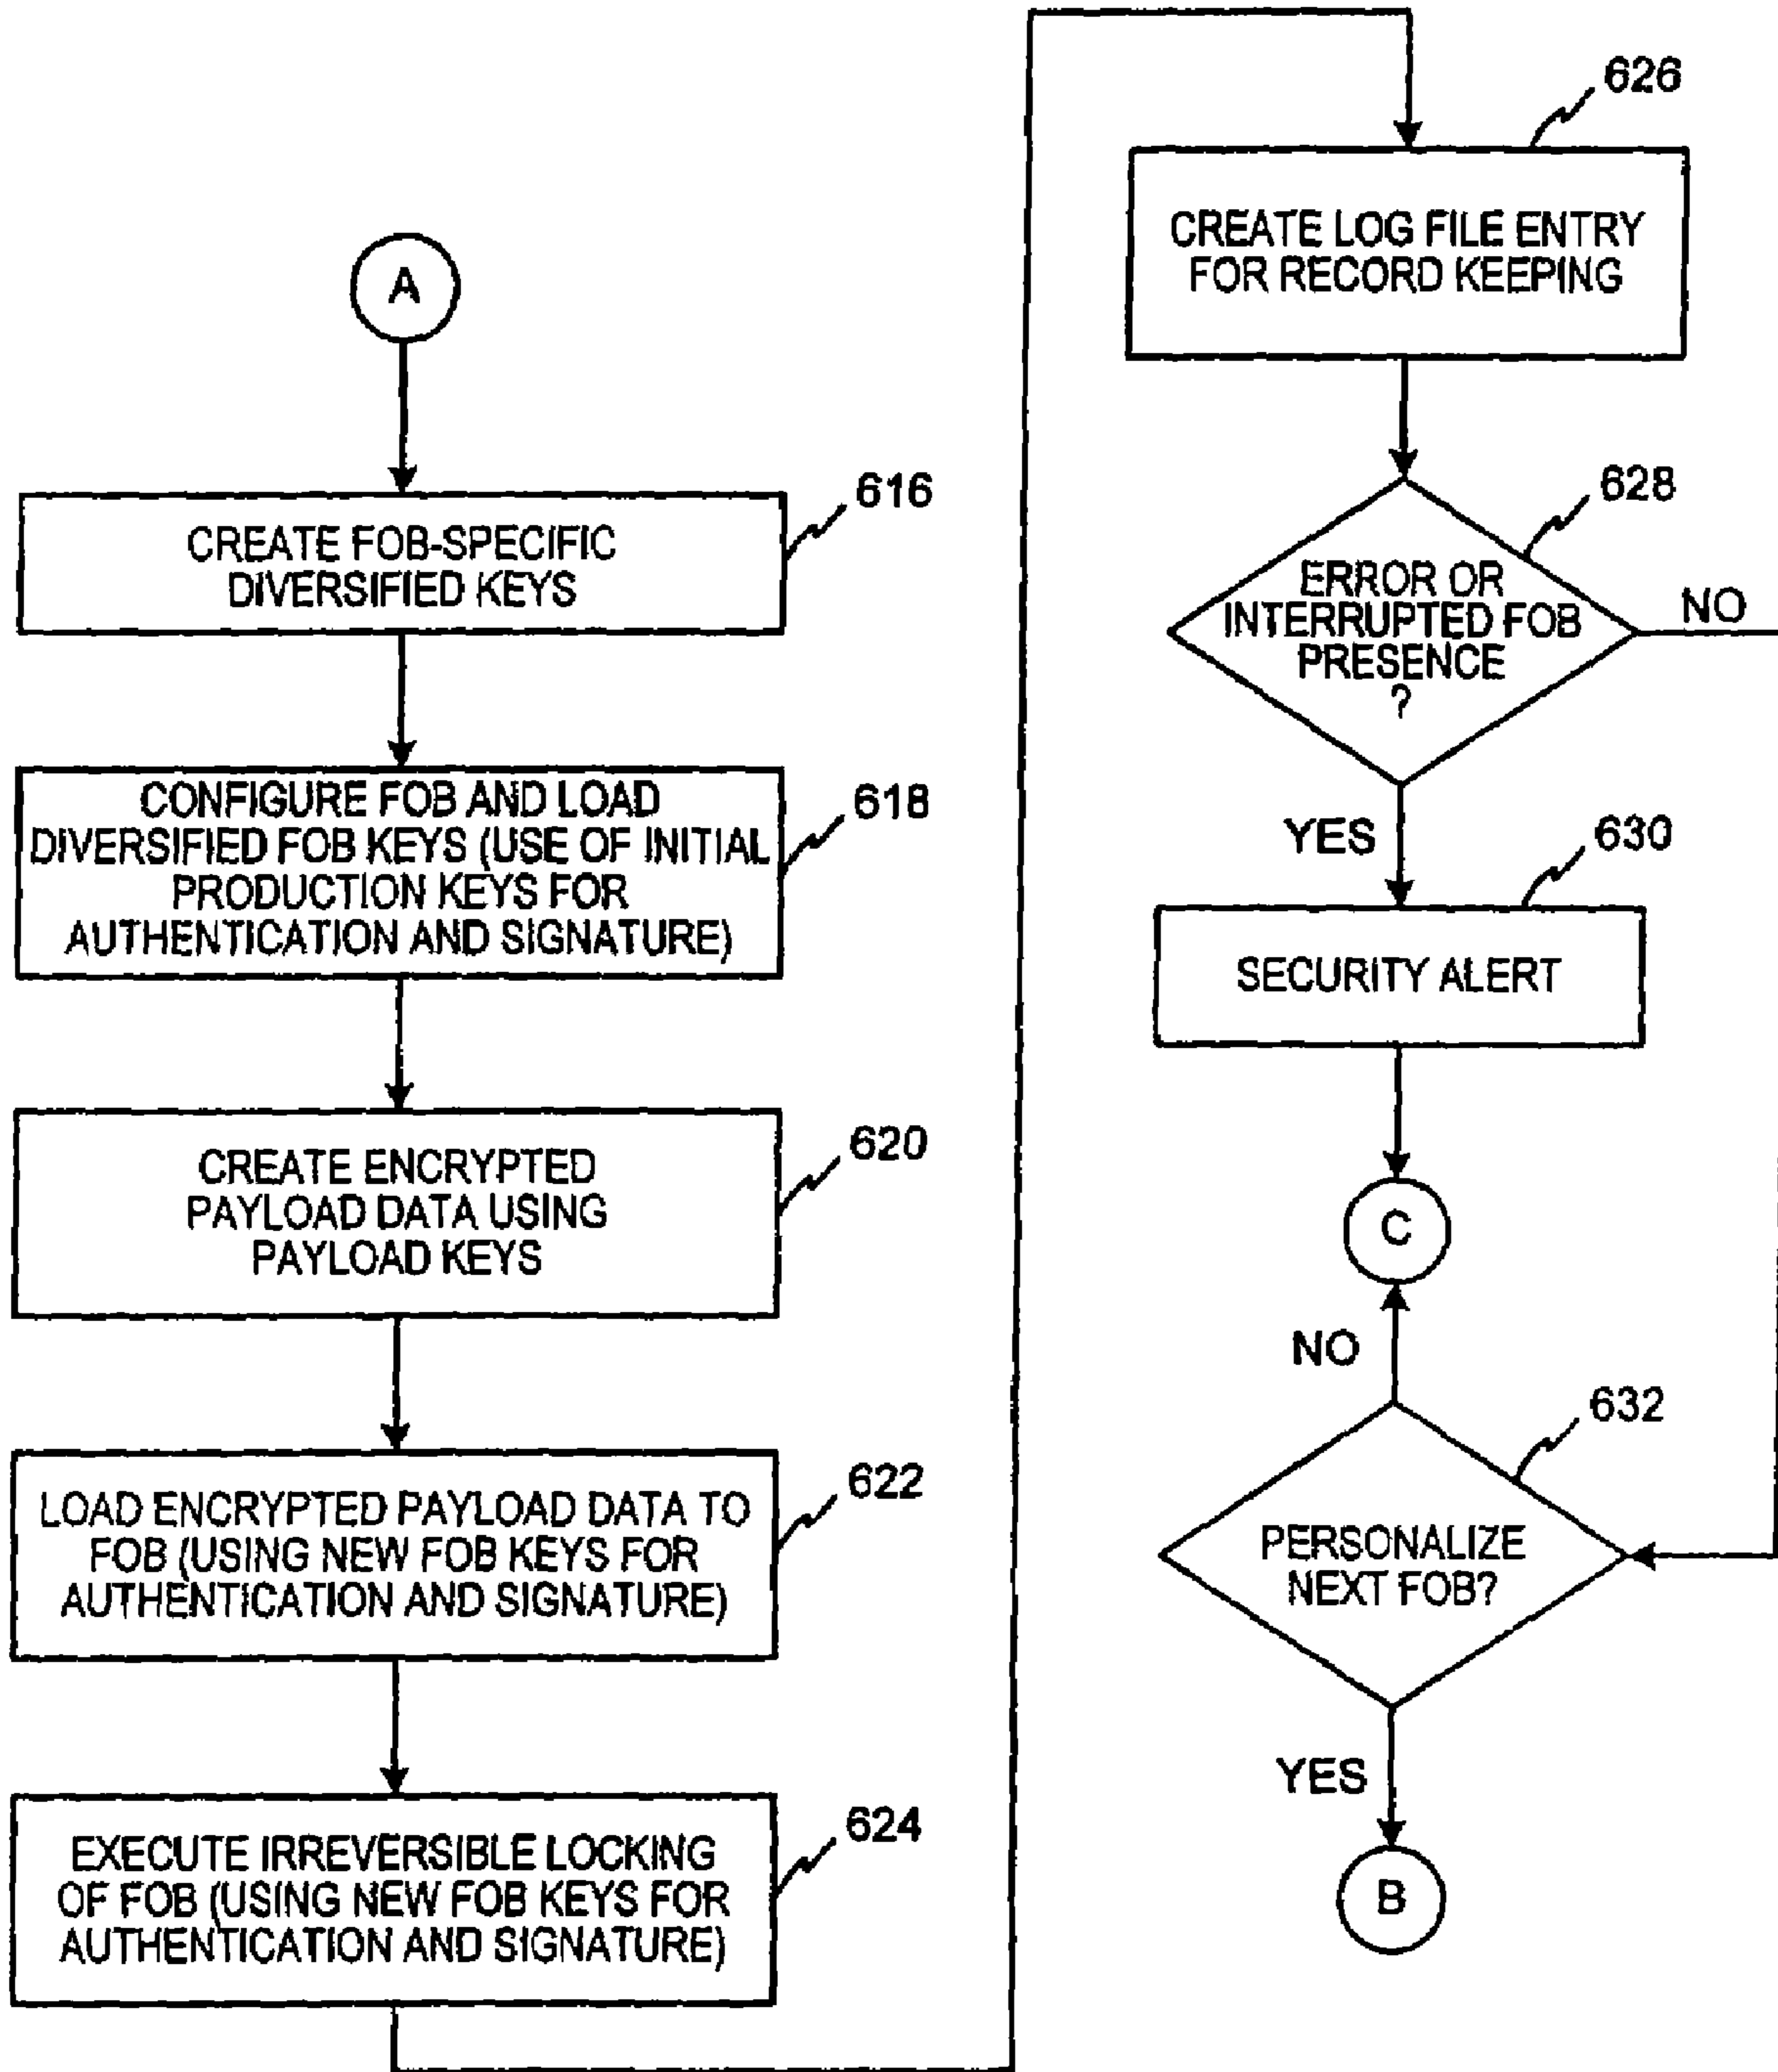 A
616
CREATE FOB-SPECIFIC
DIVERSIFIED KEYS
618
CONFIGURE FOB AND LOAD
DIVERSIFIED FOB KEYS (USE OF INITIAL
PRODUCTION KEYS FOR
AUTHENTICATION AND SIGNATURE)
620
CREATE ENCRYPTED
PAYLOAD DATA USING
PAYLOAD KEYS
622
LOAD ENCRYPTED PAYLOAD DATA TO
FOB (USING NEW FOB KEYS FOR
AUTHENTICATION AND SIGNATURE)
624
EXECUTE IRREVERSIBLE LOCKING
OF FOB (USING NEW FOB KEYS FOR
AUTHENTICATION AND SIGNATURE)
626
CREATE LOG FILE ENTRY
FOR RECORD KEEPING
628
ERROR OR
INTERRUPTED FOB
PRESENCE
?
NO
YES
630
SECURITY ALERT
C
NO
632
PERSONALIZE
NEXT FOB?
YES
B